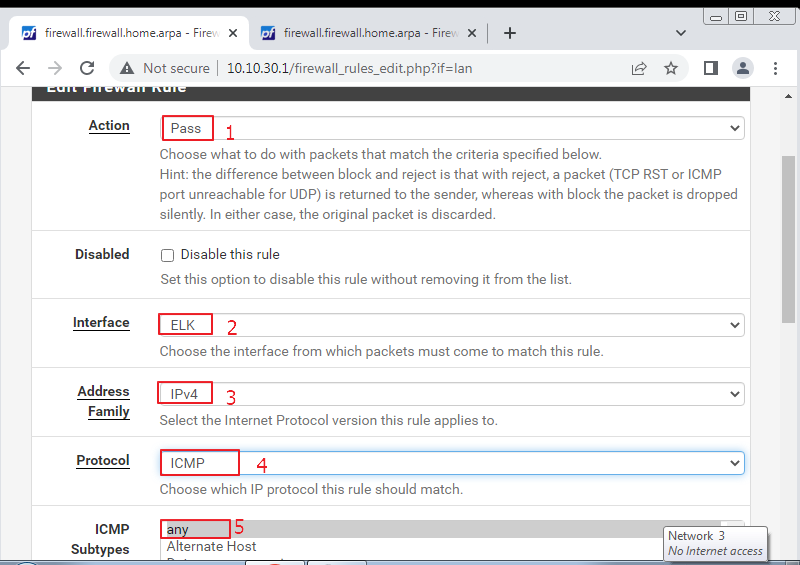 firewall.firewall.home.arpa - Firew
firewall.firewall.home.arpa - Firew
Not secure
10.10.30.1/firewall_rules_edit.php?if=lan
Edit Firewall Rule
Action
Pass
1
Choose what to do with packets that match the criteria specified below.
Hint: the difference between block and reject is that with reject, a packet (TCP RST or ICMP
port unreachable for UDP) is returned to the sender, whereas with block the packet is dropped
silently. In either case, the original packet is discarded.
Disabled
Disable this rule
Set this option to disable this rule without removing it from the list.
Interface
ELK
2
Choose the interface from which packets must come to match this rule.
Address
Family
IPv4
3
Select the Internet Protocol version this rule applies to.
Protocol
ICMP
4
Choose which IP protocol this rule should match.
ICMP
Subtypes
any
5
Alternate Host
Network 3
No Internet access